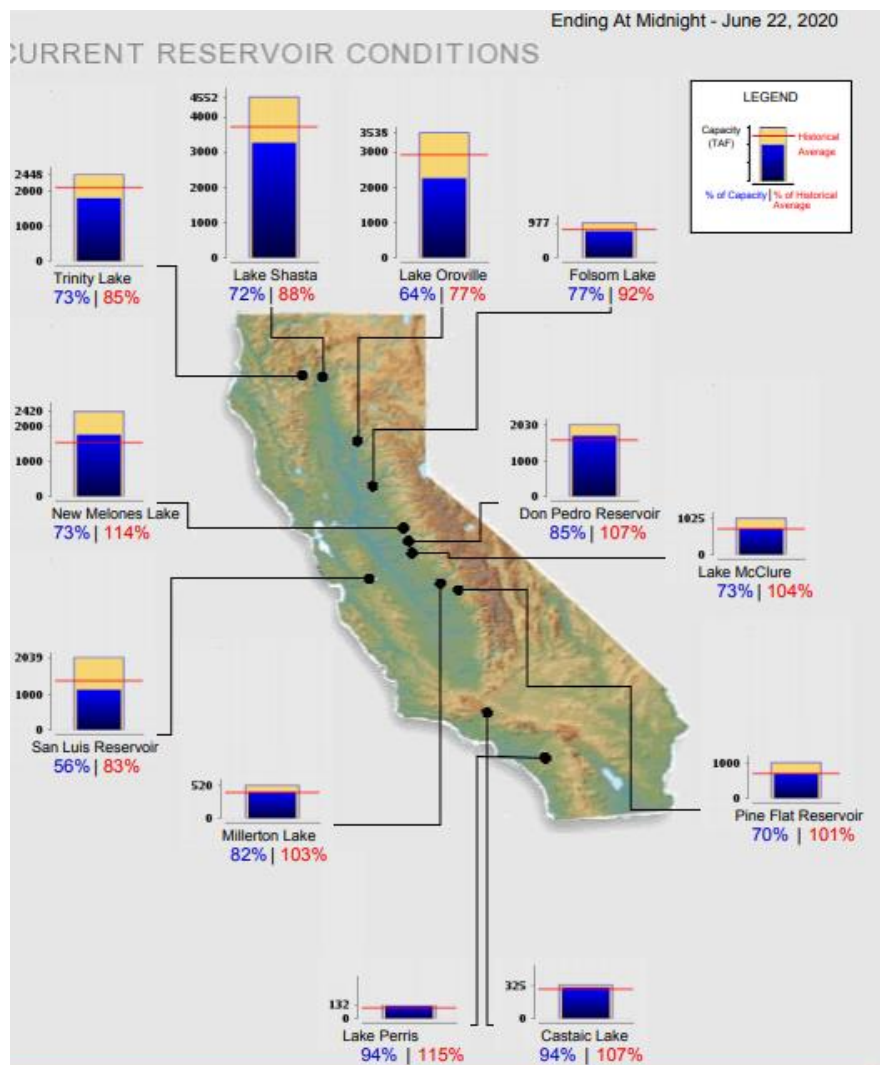 Ending At Midnight - June 22, 2020
CURRENT RESERVOIR CONDITIONS
LEGEND
Capacity
(TAF)
Historical
Average
% of Capacity | % of Historical
Average
2448
2000
1000
0
Trinity Lake
73% | 85%
4552
4000
3000
2000
1000
0
Lake Shasta
72% | 88%
3538
3000
2000
1000
0
Lake Oroville
64% | 77%
977
0
Folsom Lake
77% | 92%
2420
2000
1000
0
New Melones Lake
73% | 114%
2030
1000
0
Don Pedro Reservoir
85% | 107%
1025
0
Lake McClure
73% | 104%
2039
1000
0
San Luis Reservoir
56% | 83%
520
0
Millerton Lake
82% | 103%
1000
0
Pine Flat Reservoir
70% | 101%
132
0
Lake Perris
94% | 115%
325
0
Castaic Lake
94% | 107%